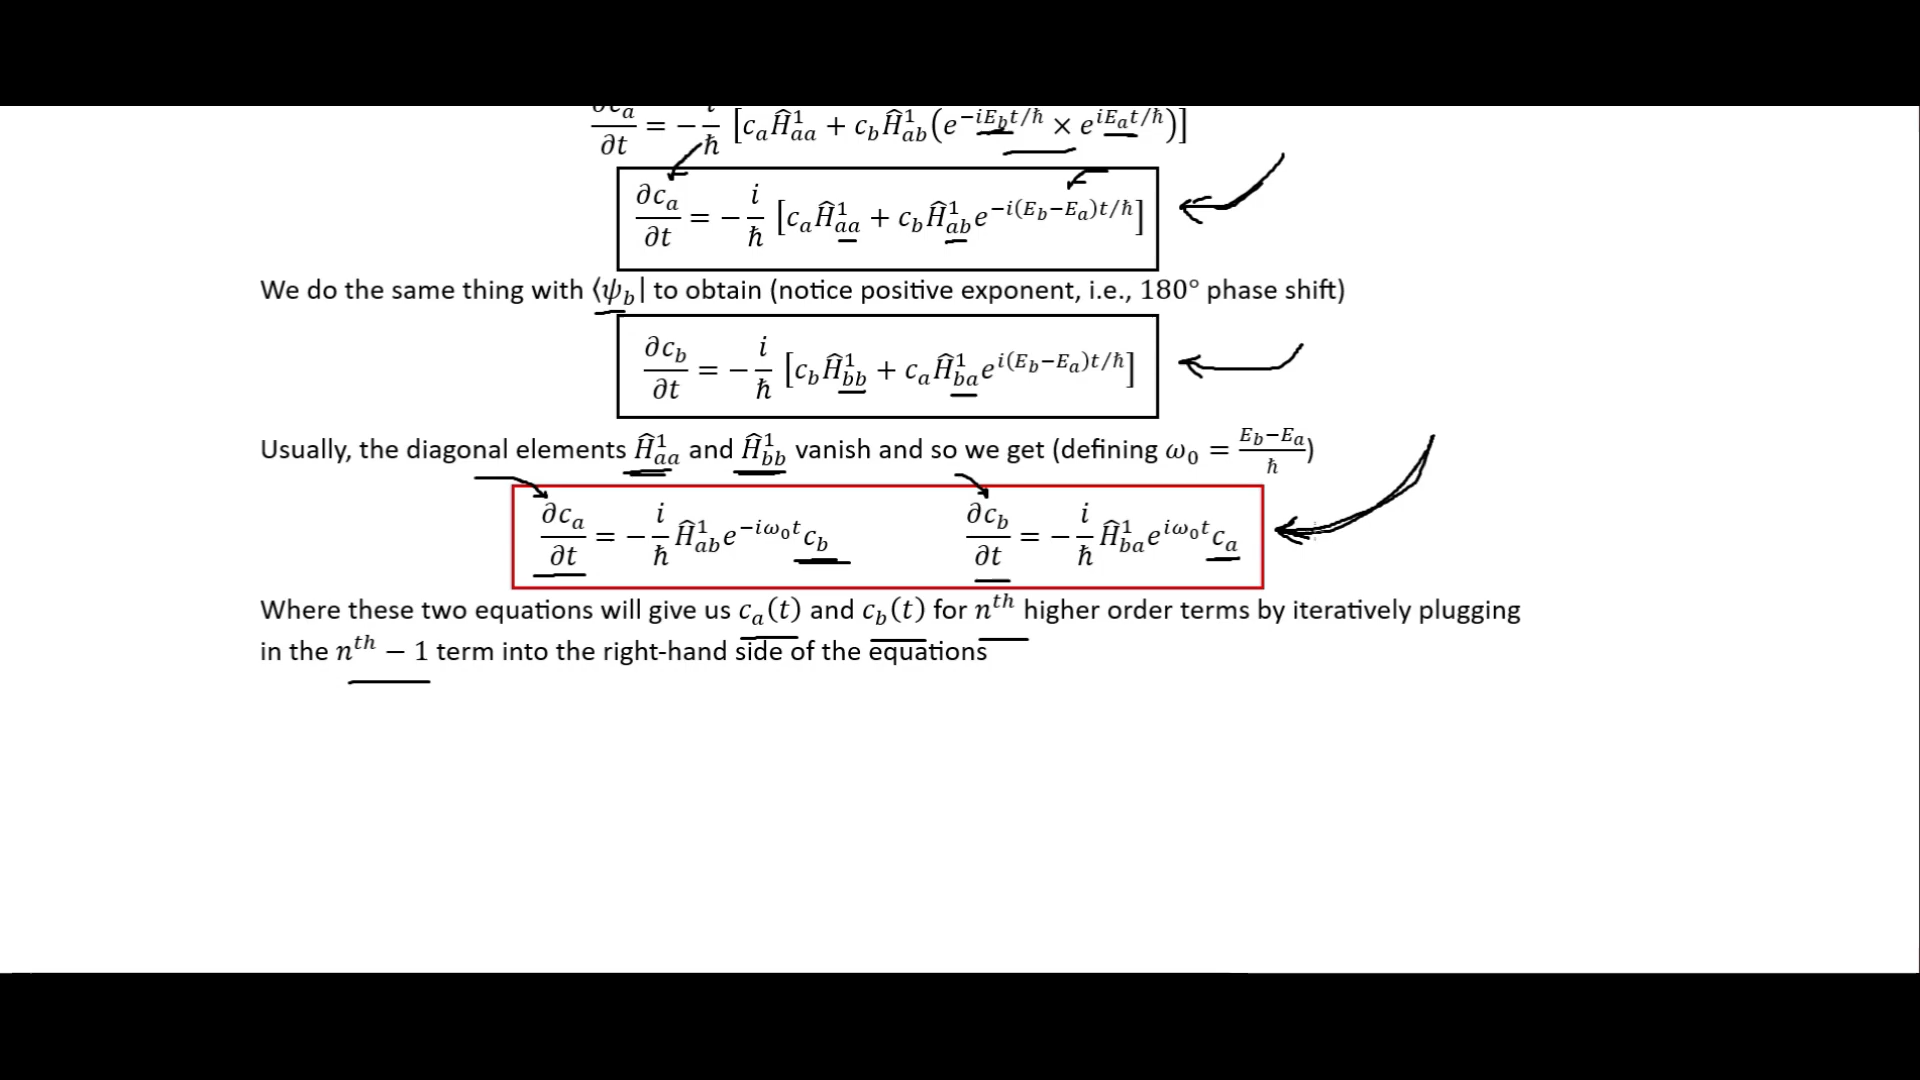 ∂c_a/∂t = −i/ħ [c_a Ĥ¹_aa + c_b Ĥ¹_ab (e^{−iE_b t/ħ} × e^{iE_a t/ħ})]
∂c_a/∂t = −i/ħ [c_a Ĥ¹_aa + c_b Ĥ¹_ab e^{−i(E_b−E_a)t/ħ}]
We do the same thing with ⟨ψ_b| to obtain (notice positive exponent, i.e., 180° phase shift)
∂c_b/∂t = −i/ħ [c_b Ĥ¹_bb + c_a Ĥ¹_ba e^{i(E_b−E_a)t/ħ}]
Usually, the diagonal elements Ĥ¹_aa and Ĥ¹_bb vanish and so we get (defining ω₀ = (E_b−E_a)/ħ)
∂c_a/∂t = −i/ħ Ĥ¹_ab e^{−iω₀t} c_b ∂c_b/∂t = −i/ħ Ĥ¹_ba e^{iω₀t} c_a
Where these two equations will give us c_a(t) and c_b(t) for n^{th} higher order terms by iteratively plugging
in the n^{th} − 1 term into the right-hand side of the equations